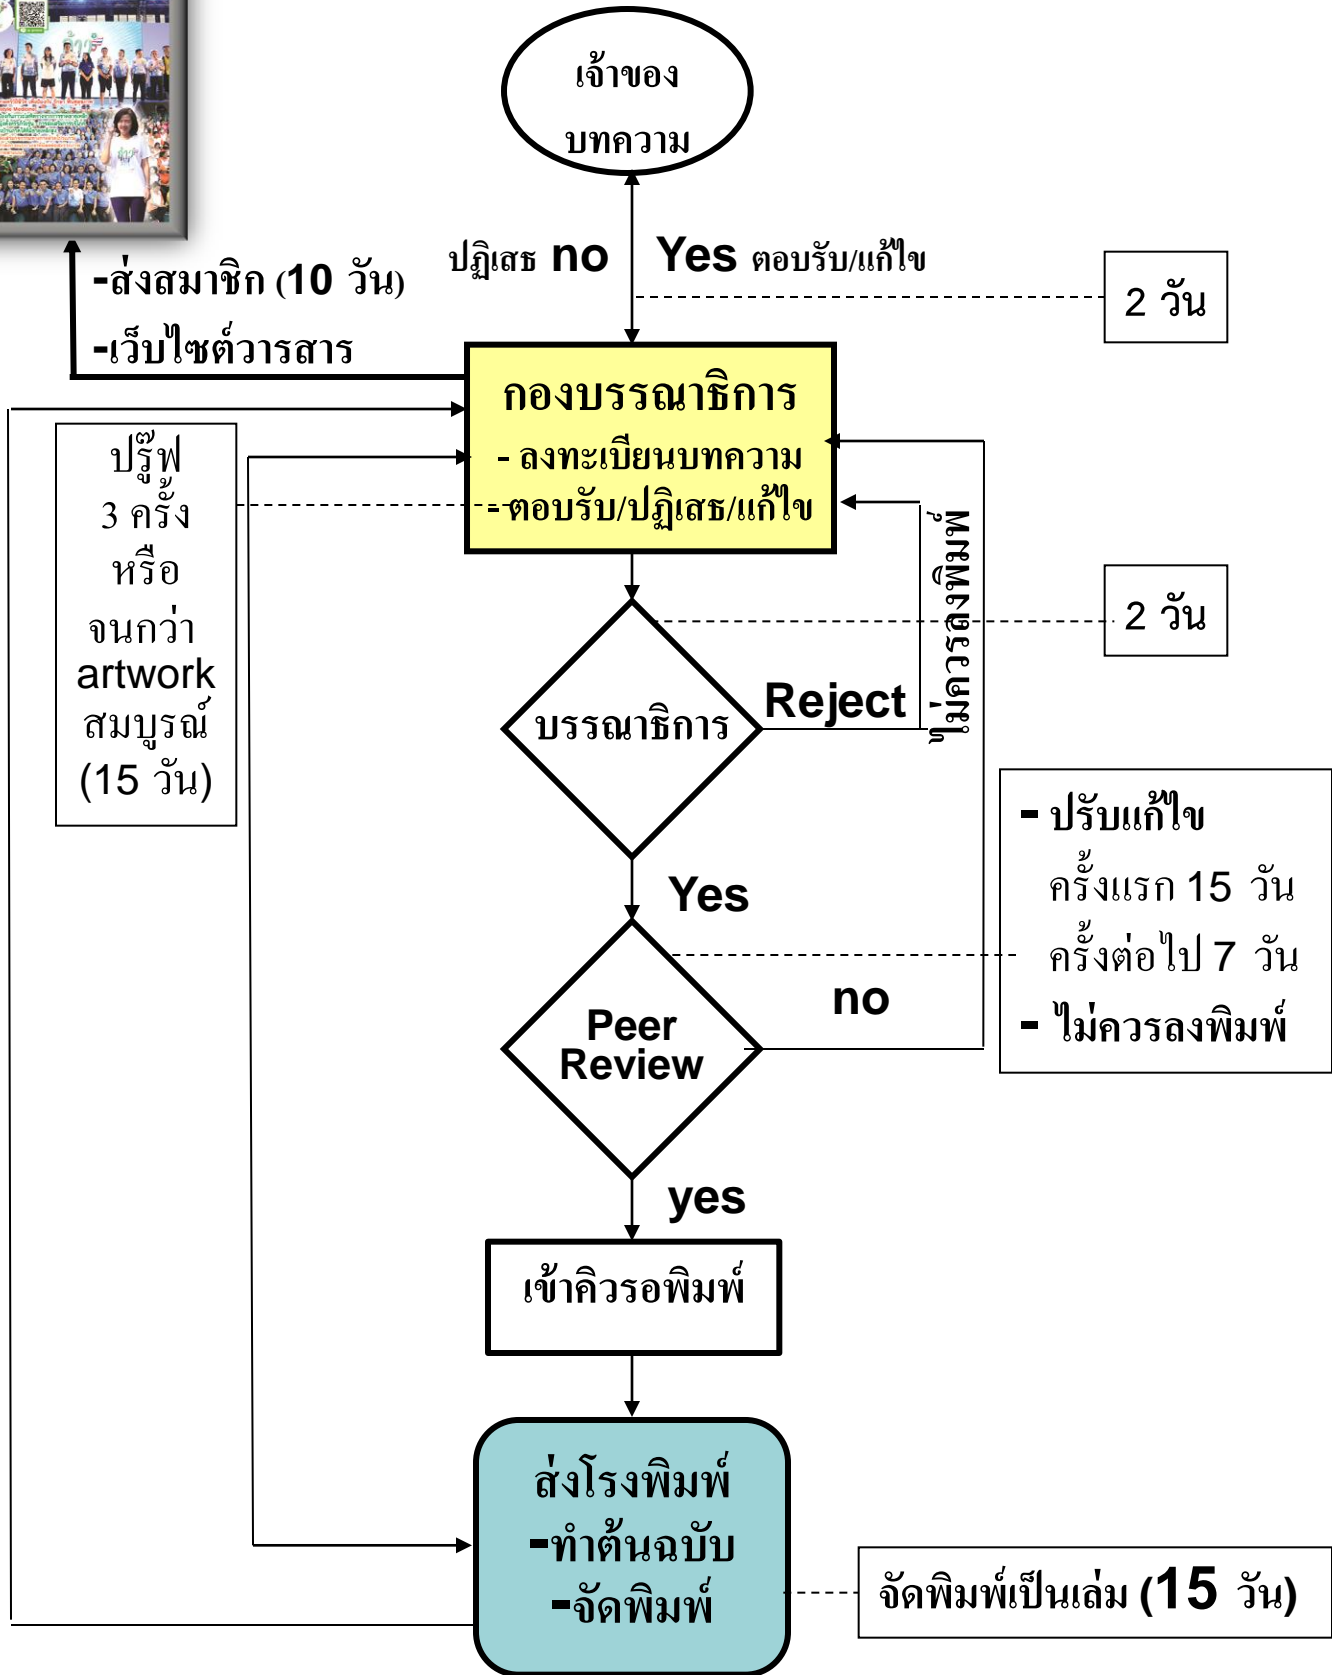 เจ้าของ
บทความ
ปฏิเสธ no Yes ตอบรับ/แก้ไข
2 วัน
-ส่งสมาชิก (10 วัน)
-เว็บไซต์วารสาร
กองบรรณาธิการ
- ลงทะเบียนบทความ
- ตอบรับ/ปฏิเสธ/แก้ไข
ปรู๊ฟ
3 ครั้ง
หรือ
จนกว่า
artwork
สมบูรณ์
(15 วัน)
ไม่ควรลงพิมพ์
2 วัน
บรรณาธิการ
Reject
Yes
- ปรับแก้ไข
ครั้งแรก 15 วัน
ครั้งต่อไป 7 วัน
- ไม่ควรลงพิมพ์
Peer
Review
no
yes
เข้าคิวรอพิมพ์
ส่งโรงพิมพ์
-ทำต้นฉบับ
-จัดพิมพ์
จัดพิมพ์เป็นเล่ม (15 วัน)